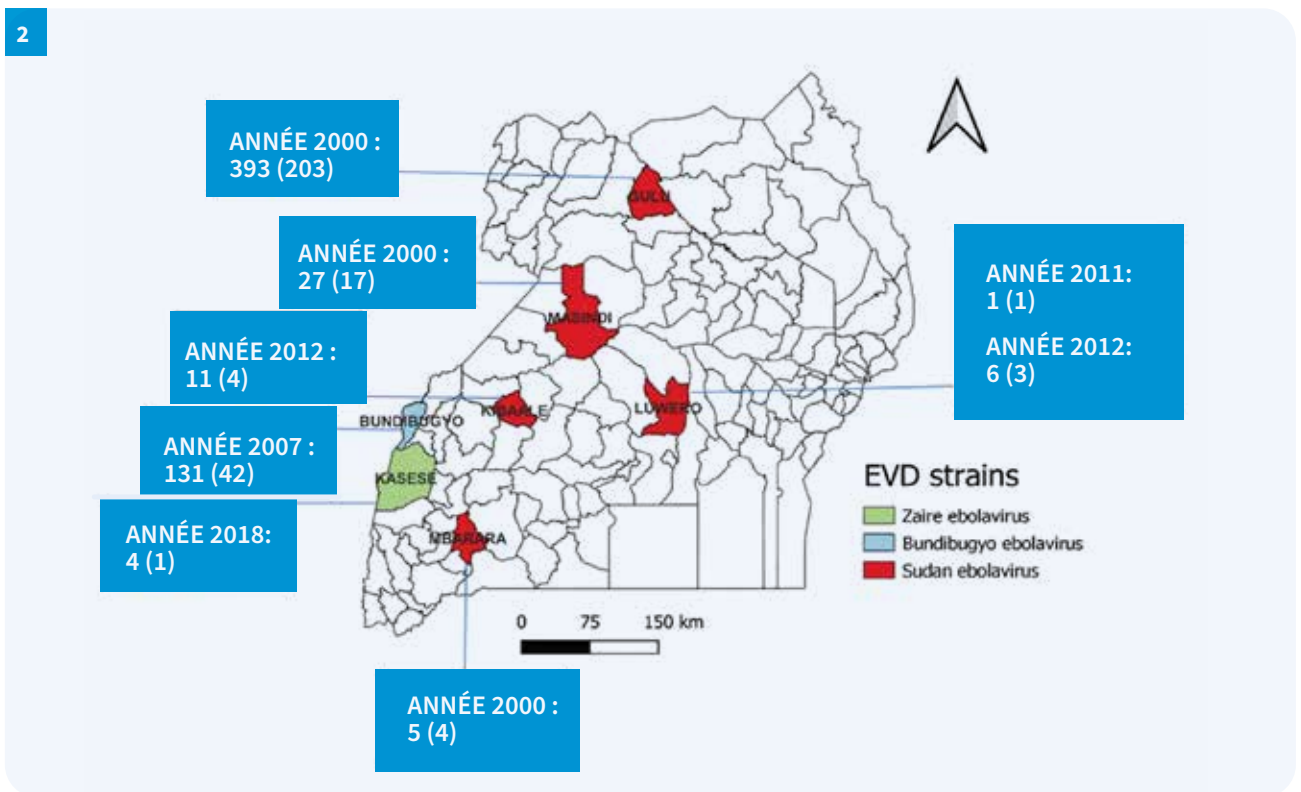 2
ANNÉE 2000 :
393 (203)
GULU
ANNÉE 2000 :
27 (17)
MASINDI
ANNÉE 2011:
1 (1)
ANNÉE 2012:
6 (3)
ANNÉE 2012 :
11 (4)
KIBAALE
LUWERO
BUNDIBUGYO
ANNÉE 2007 :
131 (42)
KASESE
ANNÉE 2018:
4 (1)
MBARARA
EVD strains
Zaire ebolavirus
Bundibugyo ebolavirus
Sudan ebolavirus
0 75 150 km
ANNÉE 2000 :
5 (4)